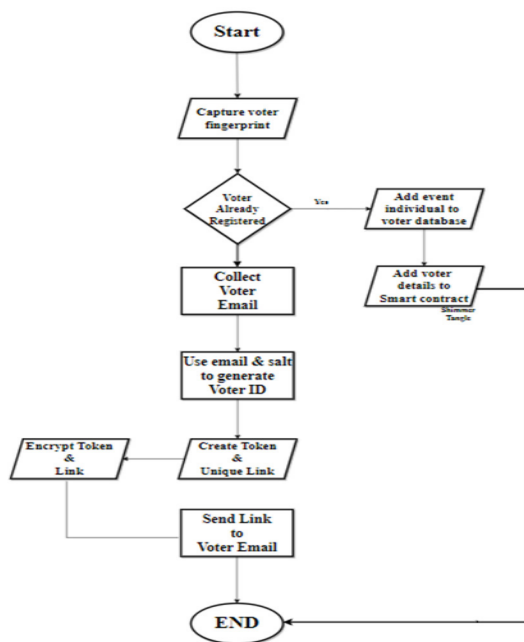 Start
Capture voter
fingerprint
Voter
Already
Registered
Yes
Add event
individual to
voter database
Collect
Voter
Email
Add voter
details to
Smart contract
Shimmer
Tangle
Use email & salt
to generate
Voter ID
Encrypt Token
&
Link
Create Token
&
Unique Link
Send Link
to
Voter Email
END